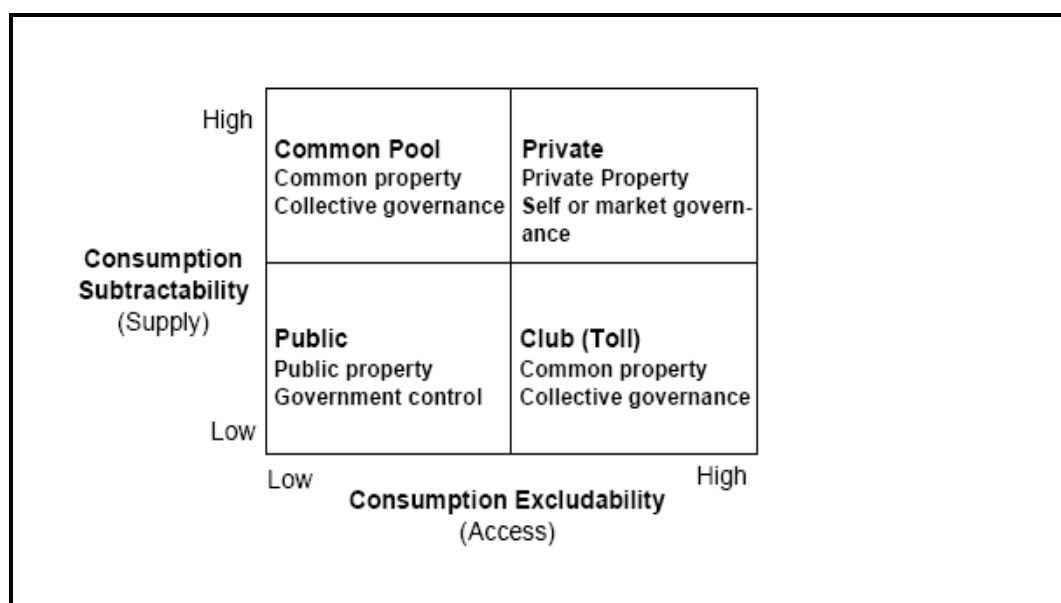 High
Common Pool
Common property
Collective governance
Private
Private Property
Self or market govern-
ance
Consumption
Subtractability
(Supply)
Public
Public property
Government control
Club (Toll)
Common property
Collective governance
Low
Low
High
Consumption Excludability
(Access)